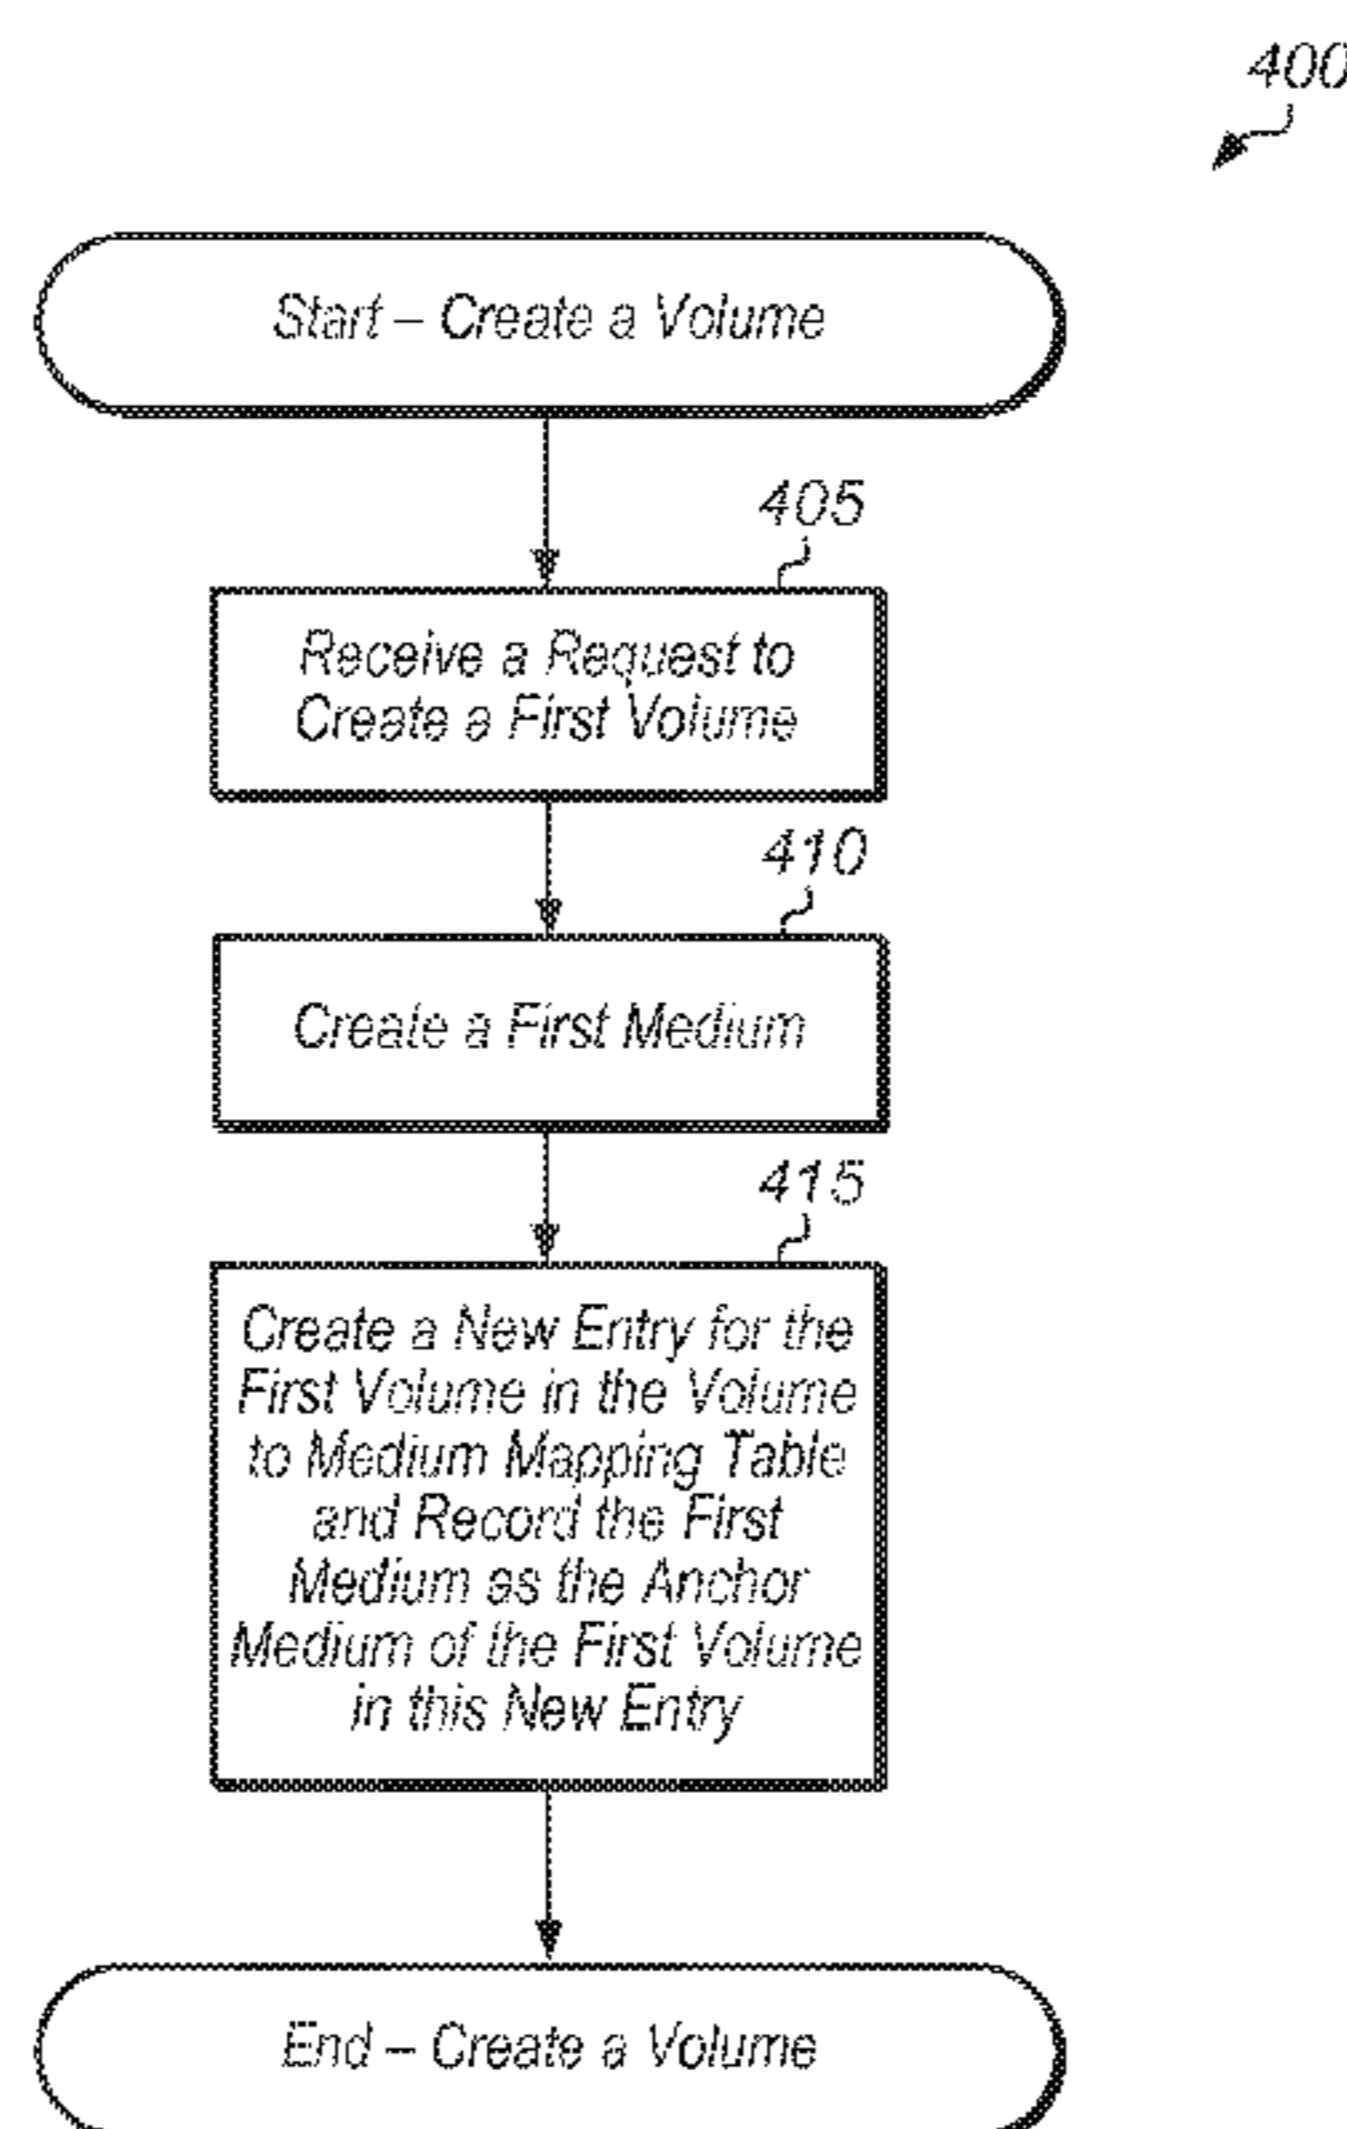 400
Start – Create a Volume
405
Receive a Request to
Create a First Volume
410
Create a First Medium
415
Create a New Entry for the
First Volume in the Volume
to Medium Mapping Table
and Record the First
Medium as the Anchor
Medium of the First Volume
in this New Entry
End – Create a Volume